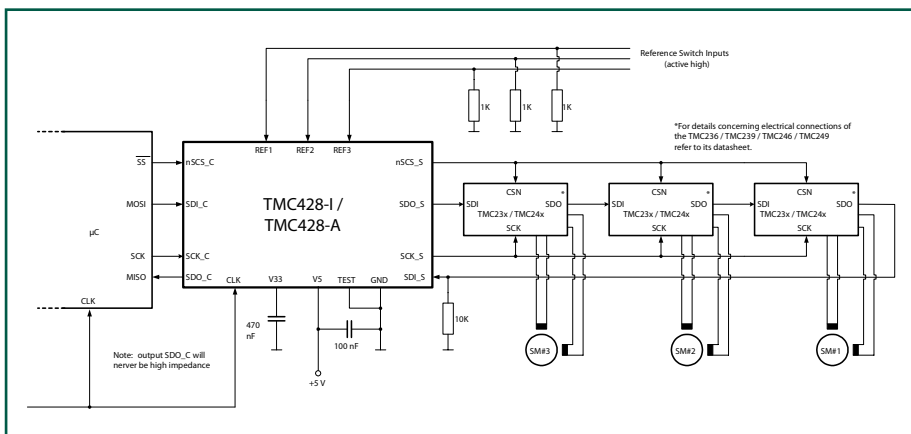 Reference Switch Inputs
(active high)
1K
1K
1K
*For details concerning electrical connections of
the TMC236 / TMC239 / TMC246 / TMC249
refer to its datasheet.
REF1
REF2
REF3
SS
nSCS_C
nSCS_S
MOSI
SDI_C
SDO_S
µC
TMC428-I /
TMC428-A
SCK
SCK_C
SCK_S
MISO
SDO_C
SDI_S
CLK
CLK
V33
V5
TEST
GND
CSN
*
SDI
SDO
TMC23x / TMC24x
SCK
CSN
*
SDI
SDO
TMC23x / TMC24x
SCK
CSN
*
SDI
SDO
TMC23x / TMC24x
SCK
470
nF
100 nF
10K
+5 V
Note: output SDO_C will
nerver be high impedance
SM#3
SM#2
SM#1